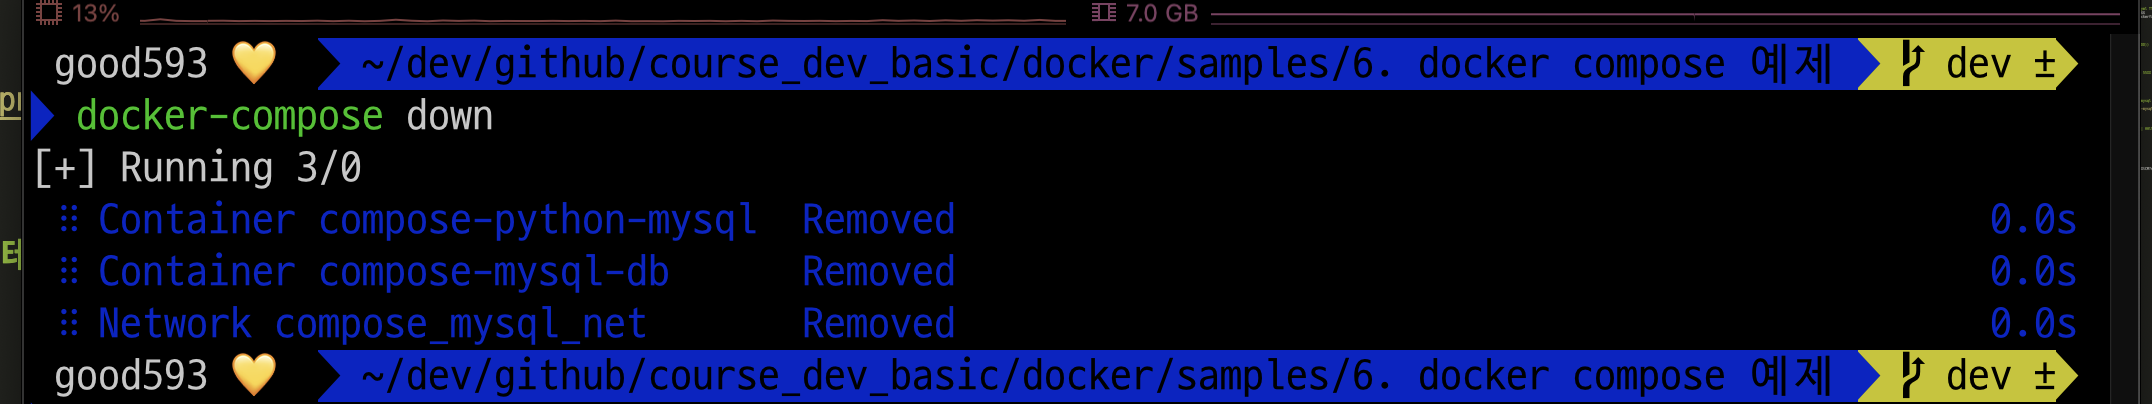 13% 7.0 GB
good593 💛 ~/dev/github/course_dev_basic/docker/samples/6. docker compose 예제 dev ±
docker-compose down
[+] Running 3/0
⠿ Container compose-python-mysql Removed 0.0s
⠿ Container compose-mysql-db Removed 0.0s
⠿ Network compose_mysql_net Removed 0.0s
good593 💛 ~/dev/github/course_dev_basic/docker/samples/6. docker compose 예제 dev ±